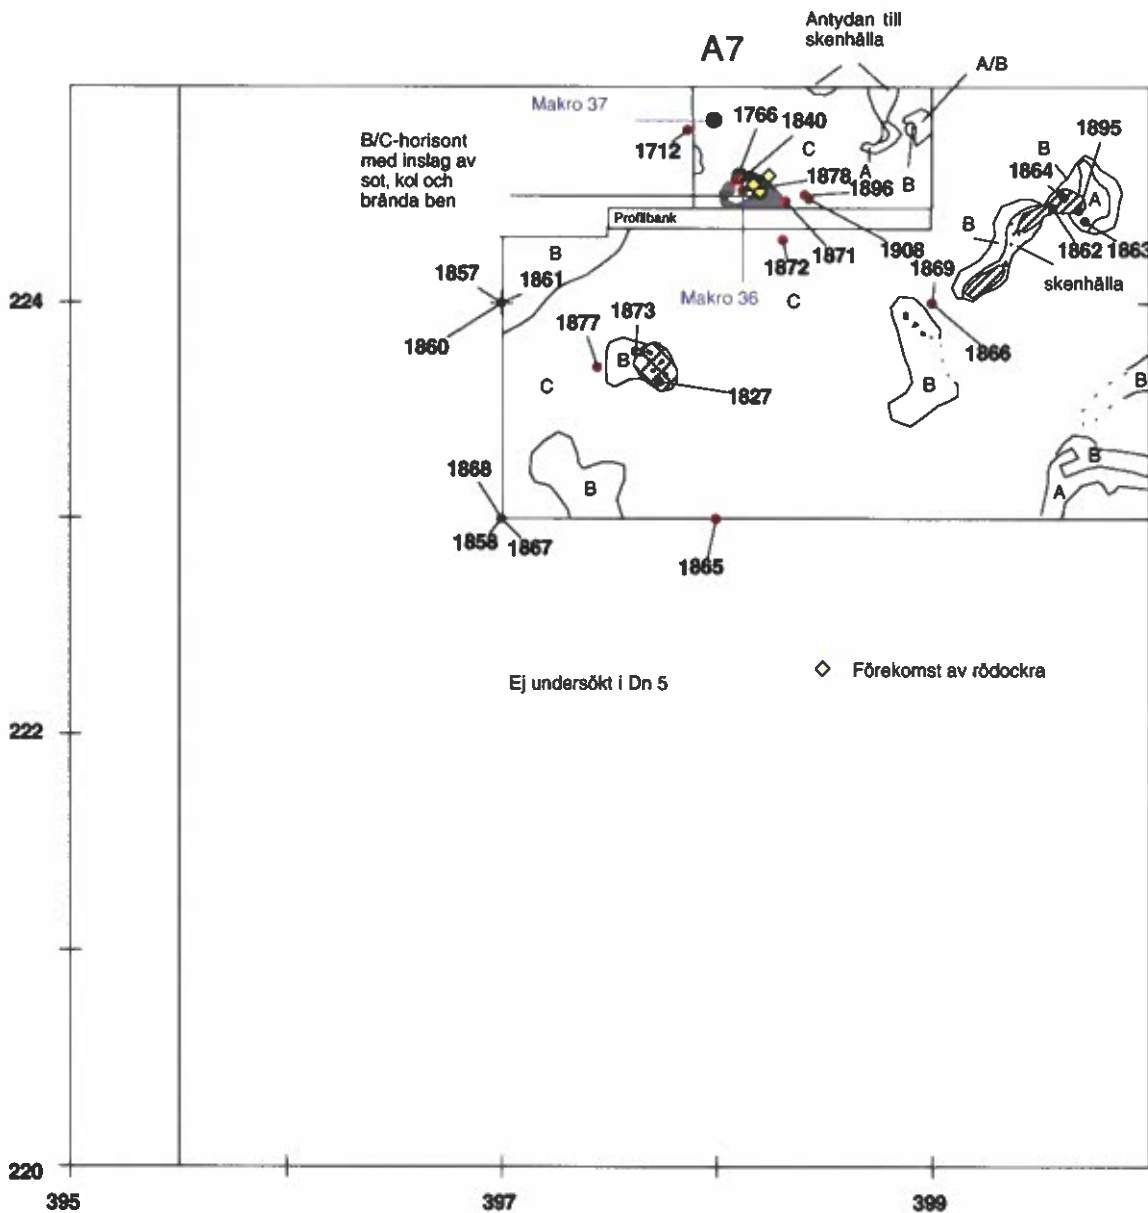 Antydan till
skenhälla
A7
A/B
Makro 37
1766
1840
1895
B/C-horisont
med inslag av
sot, kol och
brända ben
1712
C
B
1864
A
B
1878
1896
A
Profilbank
B
B
1908
1862
1863
1857
1861
1872
1871
1869
skenhälla
224
Makro 36
C
1860
1877
1873
1866
B
B
B
C
1827
1868
B
B
A
1858
1867
1865
Ej undersökt i Dn 5
Förekomst av rödockra
222
220
395
397
399